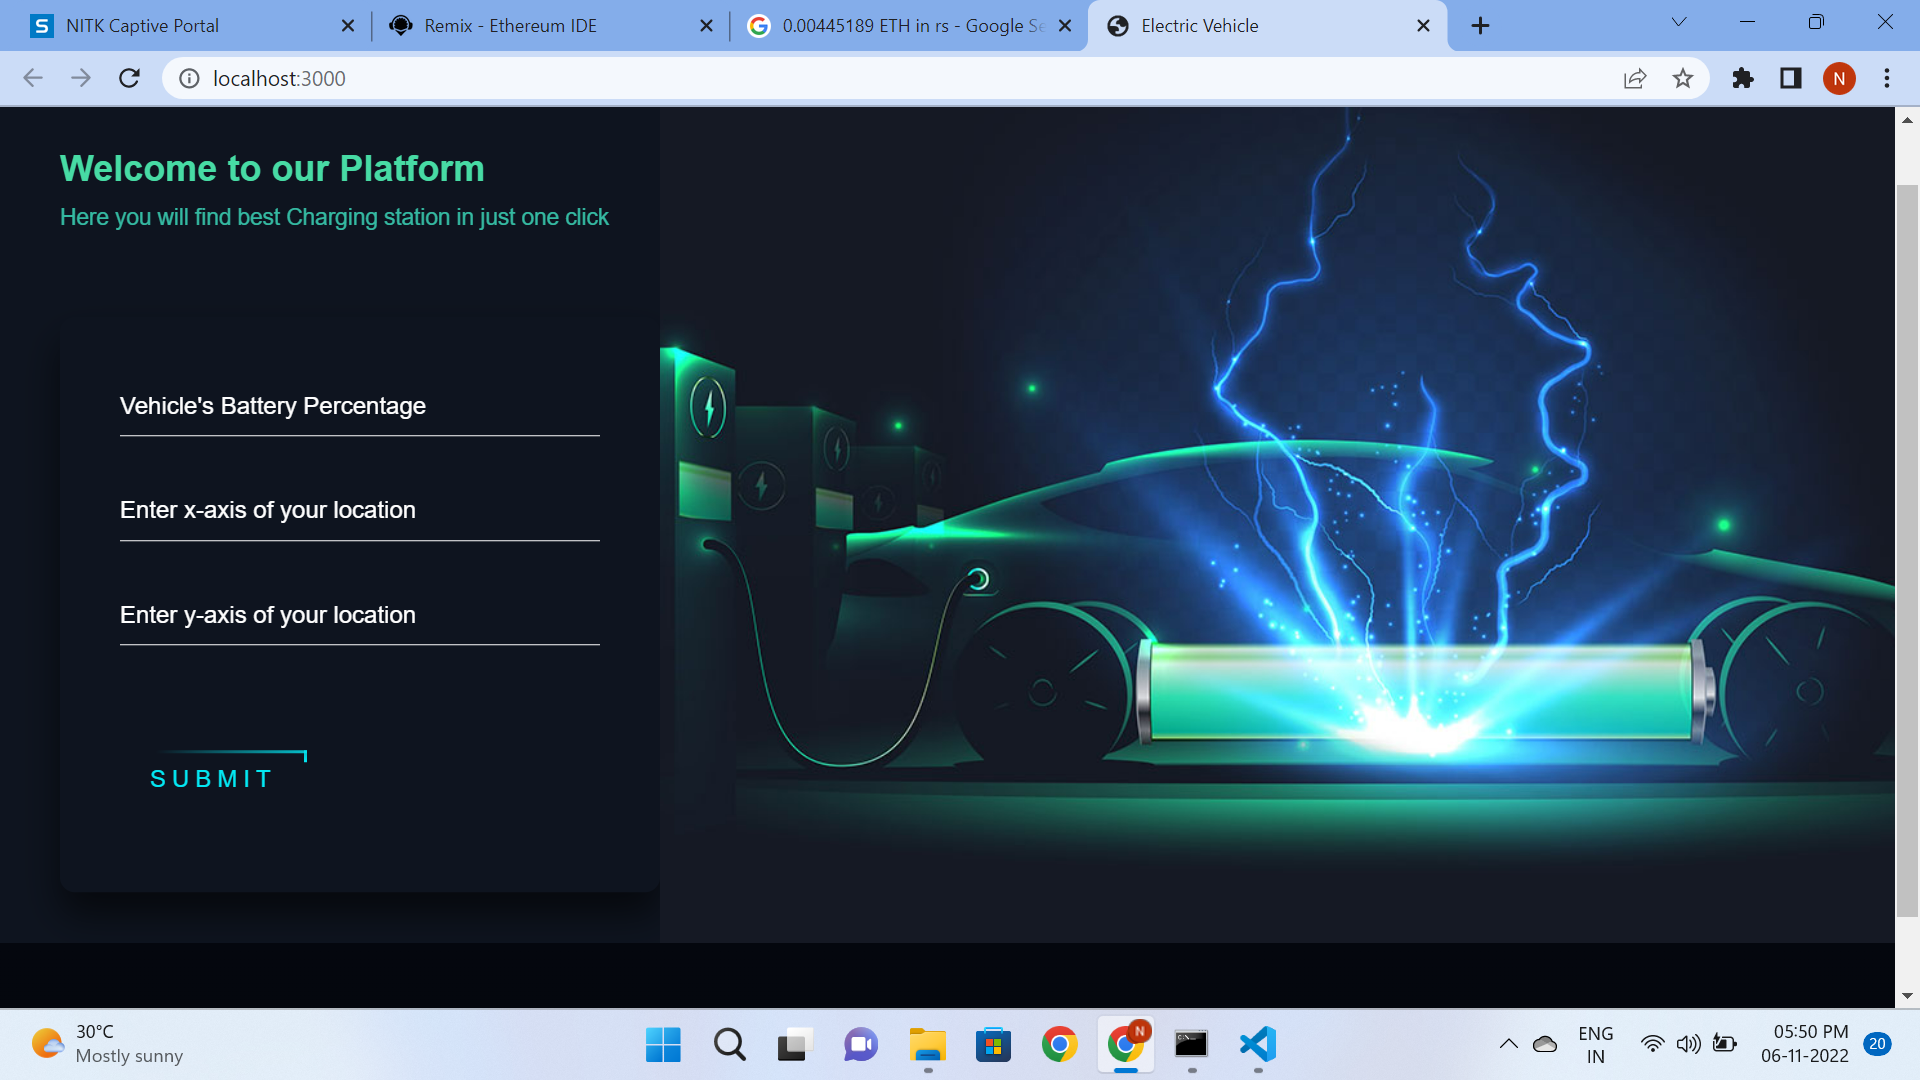 NITK Captive Portal
Remix - Ethereum IDE
0.00445189 ETH in rs - Google Se
Electric Vehicle
localhost:3000
N
Welcome to our Platform
Here you will find best Charging station in just one click
Vehicle's Battery Percentage
Enter x-axis of your location
Enter y-axis of your location
SUBMIT
30°C
Mostly sunny
N
ENG
IN
05:50 PM
06-11-2022
20